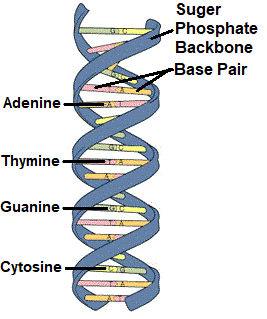 Suger
Phosphate
Backbone
Base Pair
Adenine
Thymine
Guanine
Cytosine